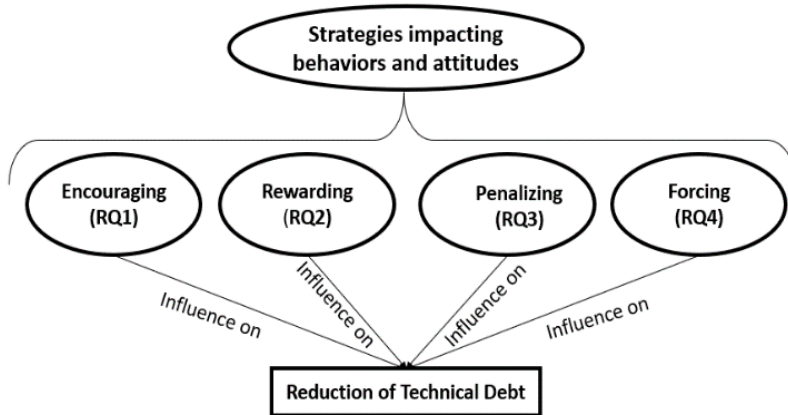 Strategies impacting
behaviors and attitudes
Encouraging
(RQ1)
Rewarding
(RQ2)
Penalizing
(RQ3)
Forcing
(RQ4)
Influence on
Influence on
Influence on
Influence on
Reduction of Technical Debt